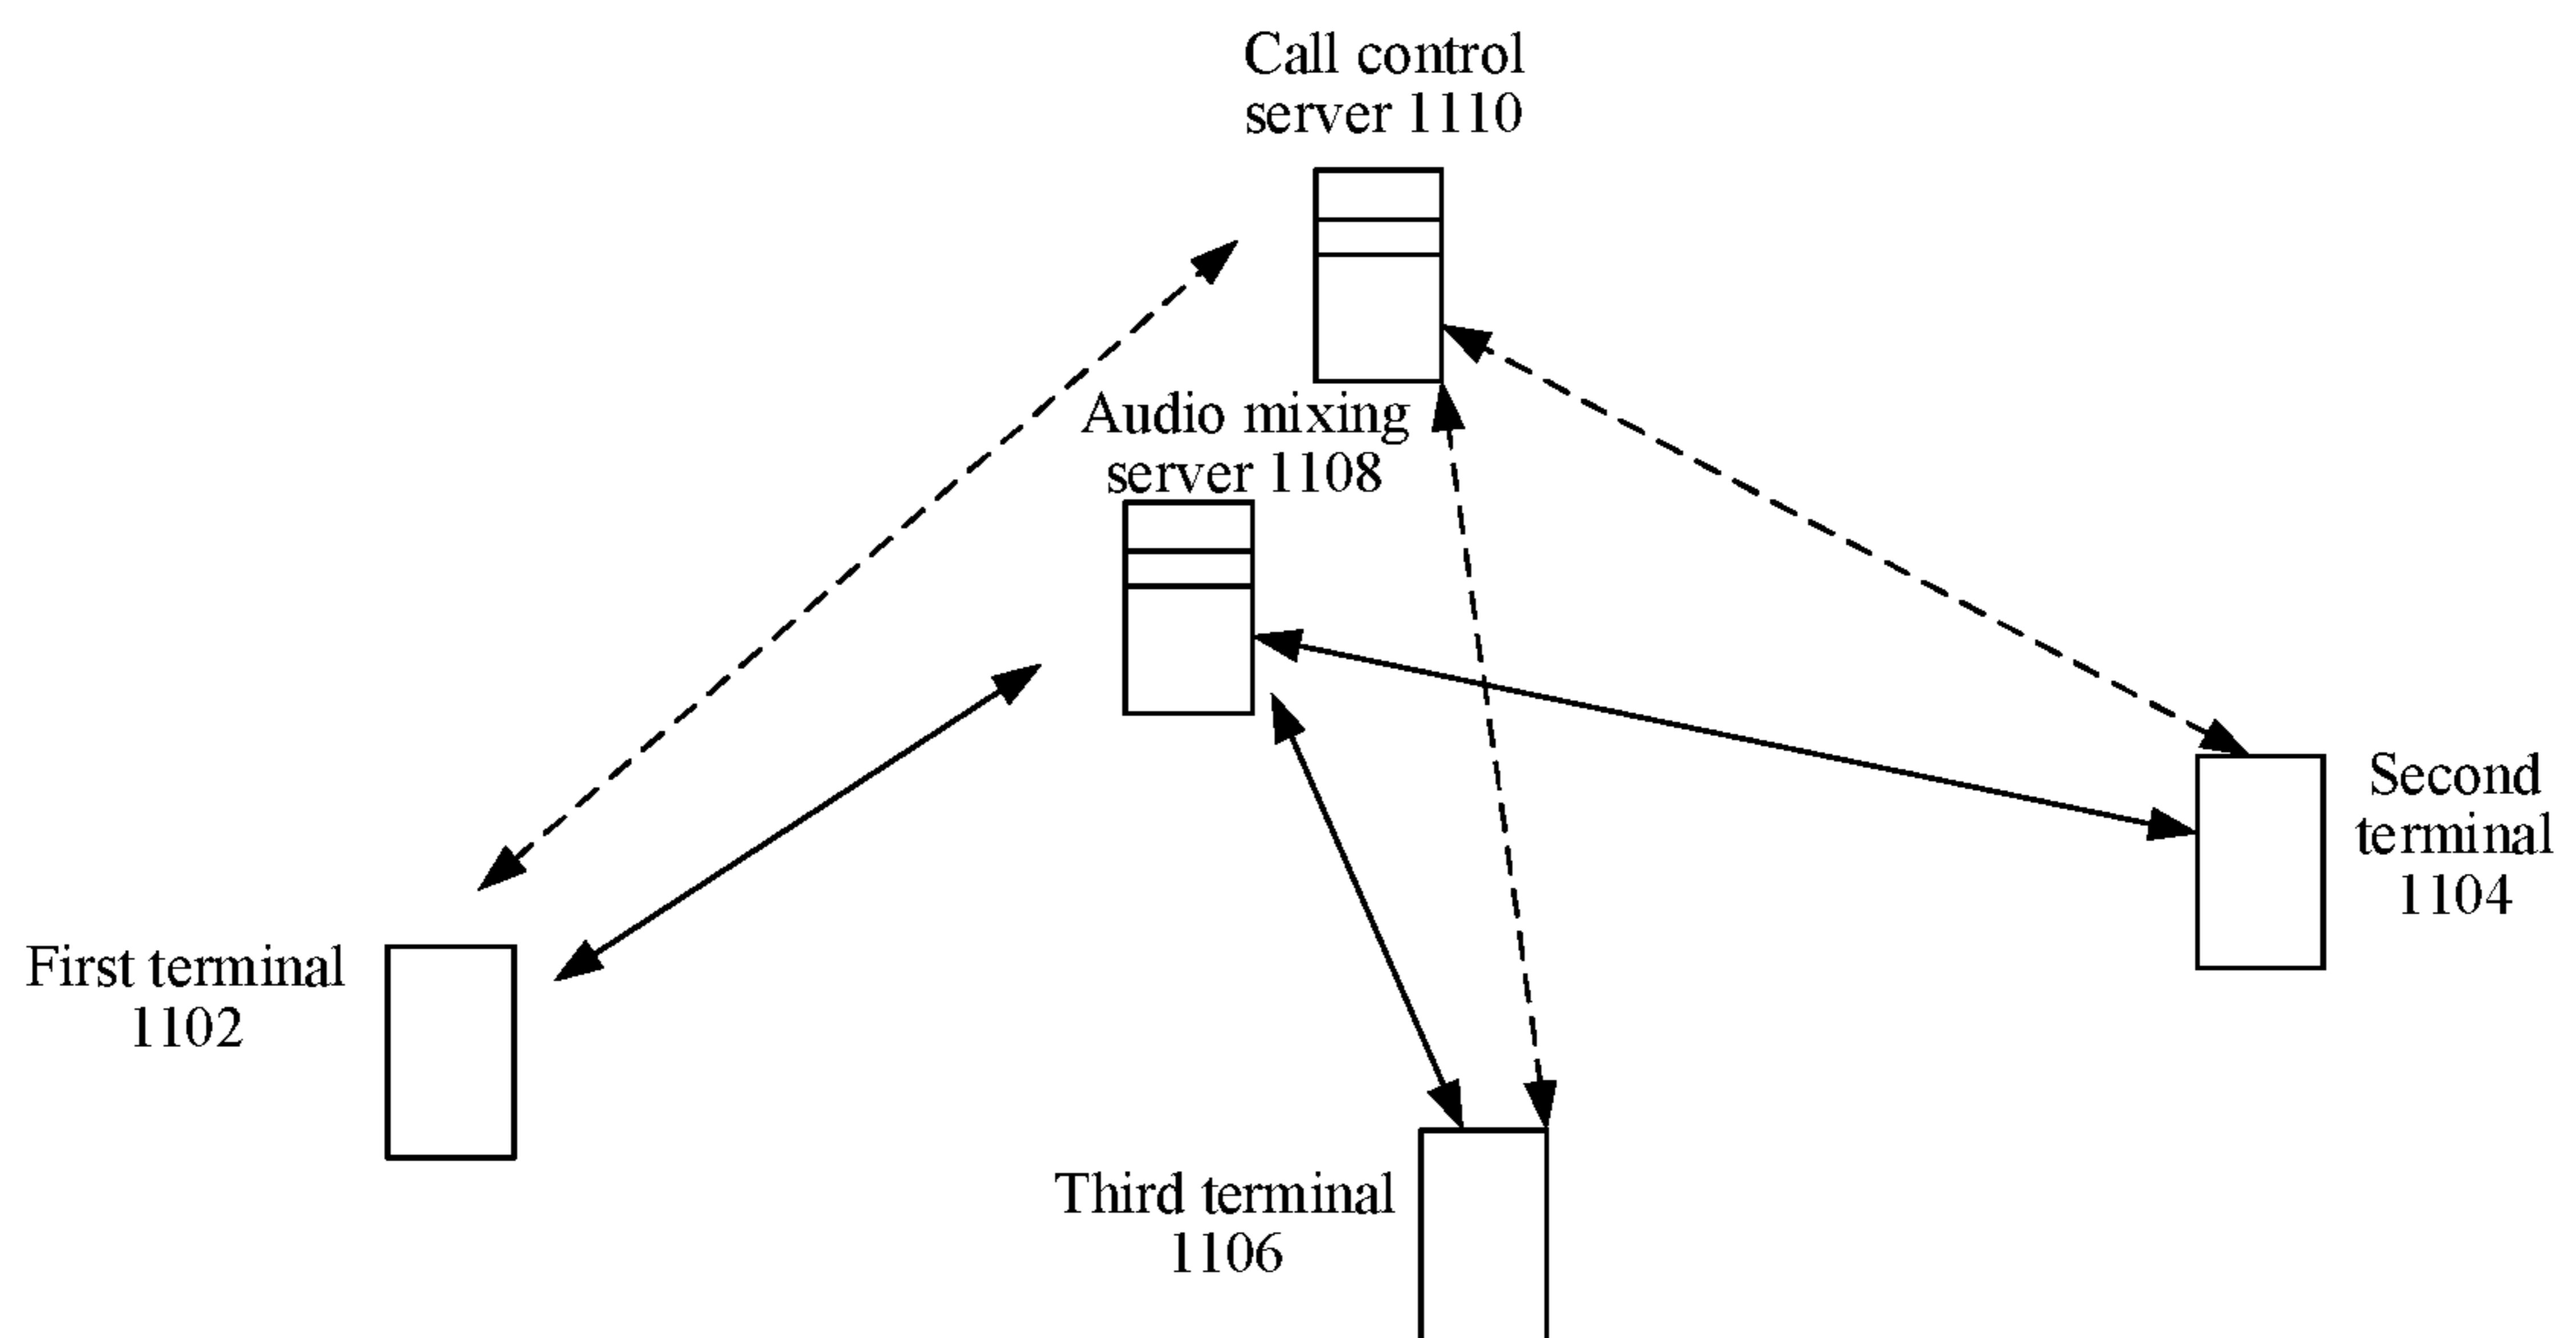 Call control
server 1110
Audio mixing
server 1108
Second
terminal
1104
First terminal
1102
Third terminal
1106